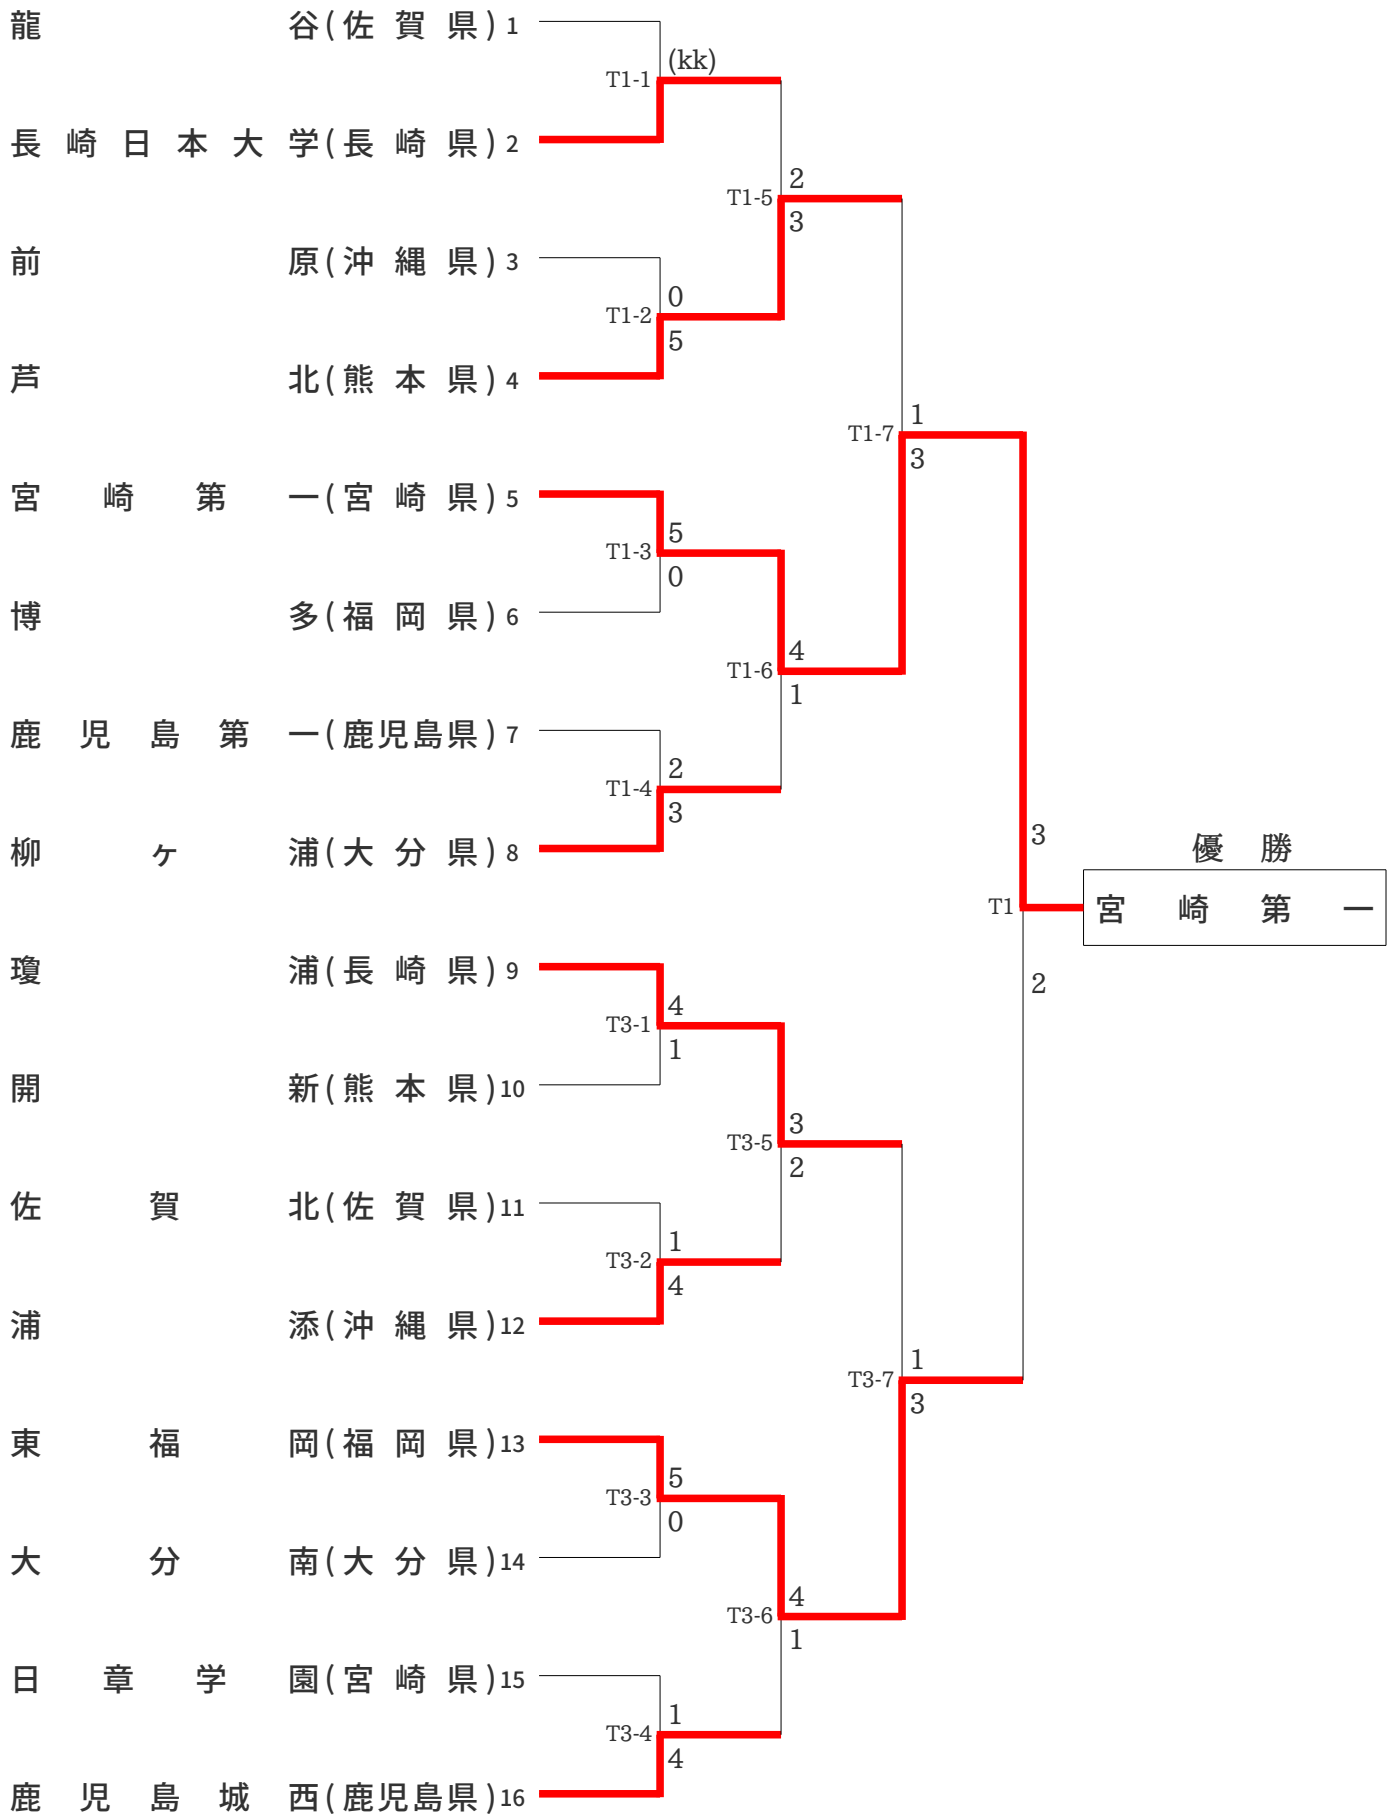 龍谷(佐賀県) 1
(kk)
T1-1
長崎日本大学(長崎県) 2
2
T1-5
3
前原(沖縄県) 3
0
T1-2
5
芦北(熊本県) 4
1
T1-7
3
宮崎第一(宮崎県) 5
5
T1-3
0
博多(福岡県) 6
4
T1-6
1
鹿児島第一(鹿児島県) 7
2
T1-4
3
柳ヶ浦(大分県) 8
3
優勝
T1
宮崎第一
2
瓊浦(長崎県) 9
4
T3-1
1
開新(熊本県) 10
3
T3-5
2
佐賀北(佐賀県) 11
1
T3-2
4
浦添(沖縄県) 12
1
T3-7
3
東福岡(福岡県) 13
5
T3-3
0
大分南(大分県) 14
4
T3-6
1
日章学園(宮崎県) 15
1
T3-4
4
鹿児島城西(鹿児島県) 16